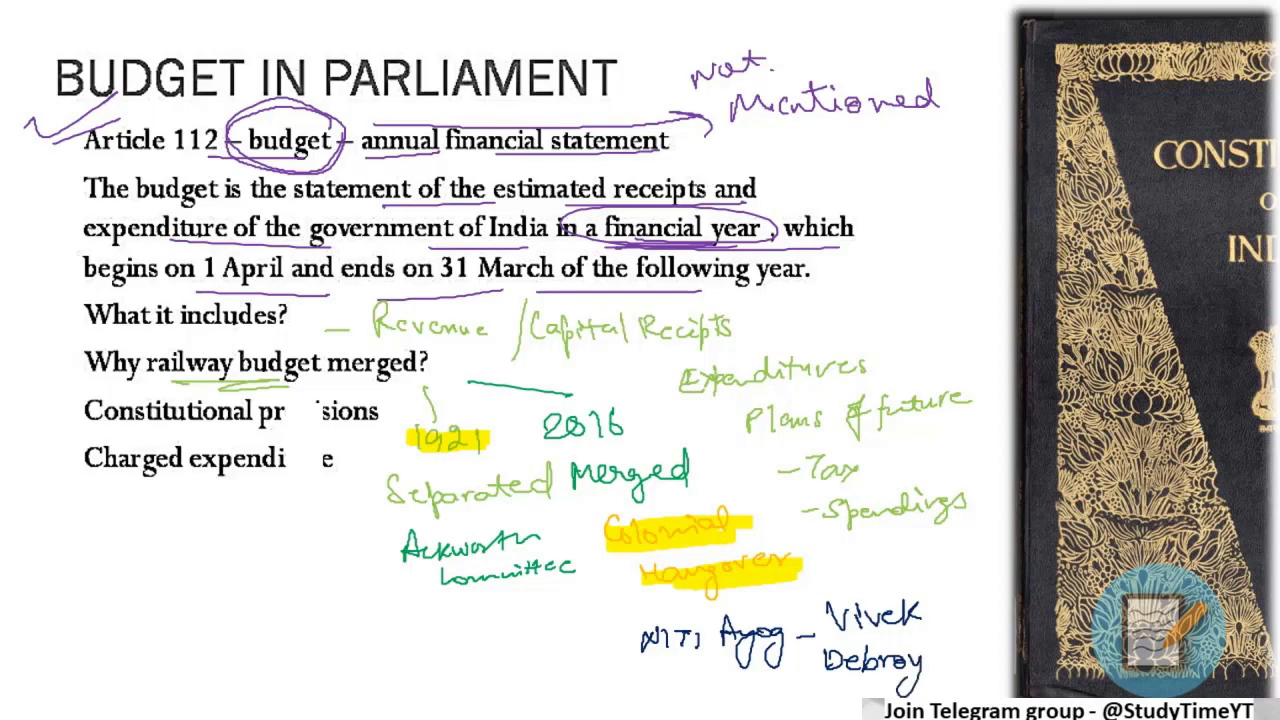 BUDGET IN PARLIAMENT
Not.
Mentioned
Article 112 – budget – annual financial statement
The budget is the statement of the estimated receipts and
expenditure of the government of India in a financial year , which
begins on 1 April and ends on 31 March of the following year.
What it includes?
– Revenue / Capital Recipts
Why railway budget merged?
Expenditures
Constitutional pr sions
Plans of future
1921
2016
Charged expendi e
Separated
Merged
– Tax
– Spendings
Ackworth
Committee
Colonial
Hangover
NITI Ayog – Vivek
Debroy
CONSTI
O
IND
Join Telegram group - @StudyTimeYT